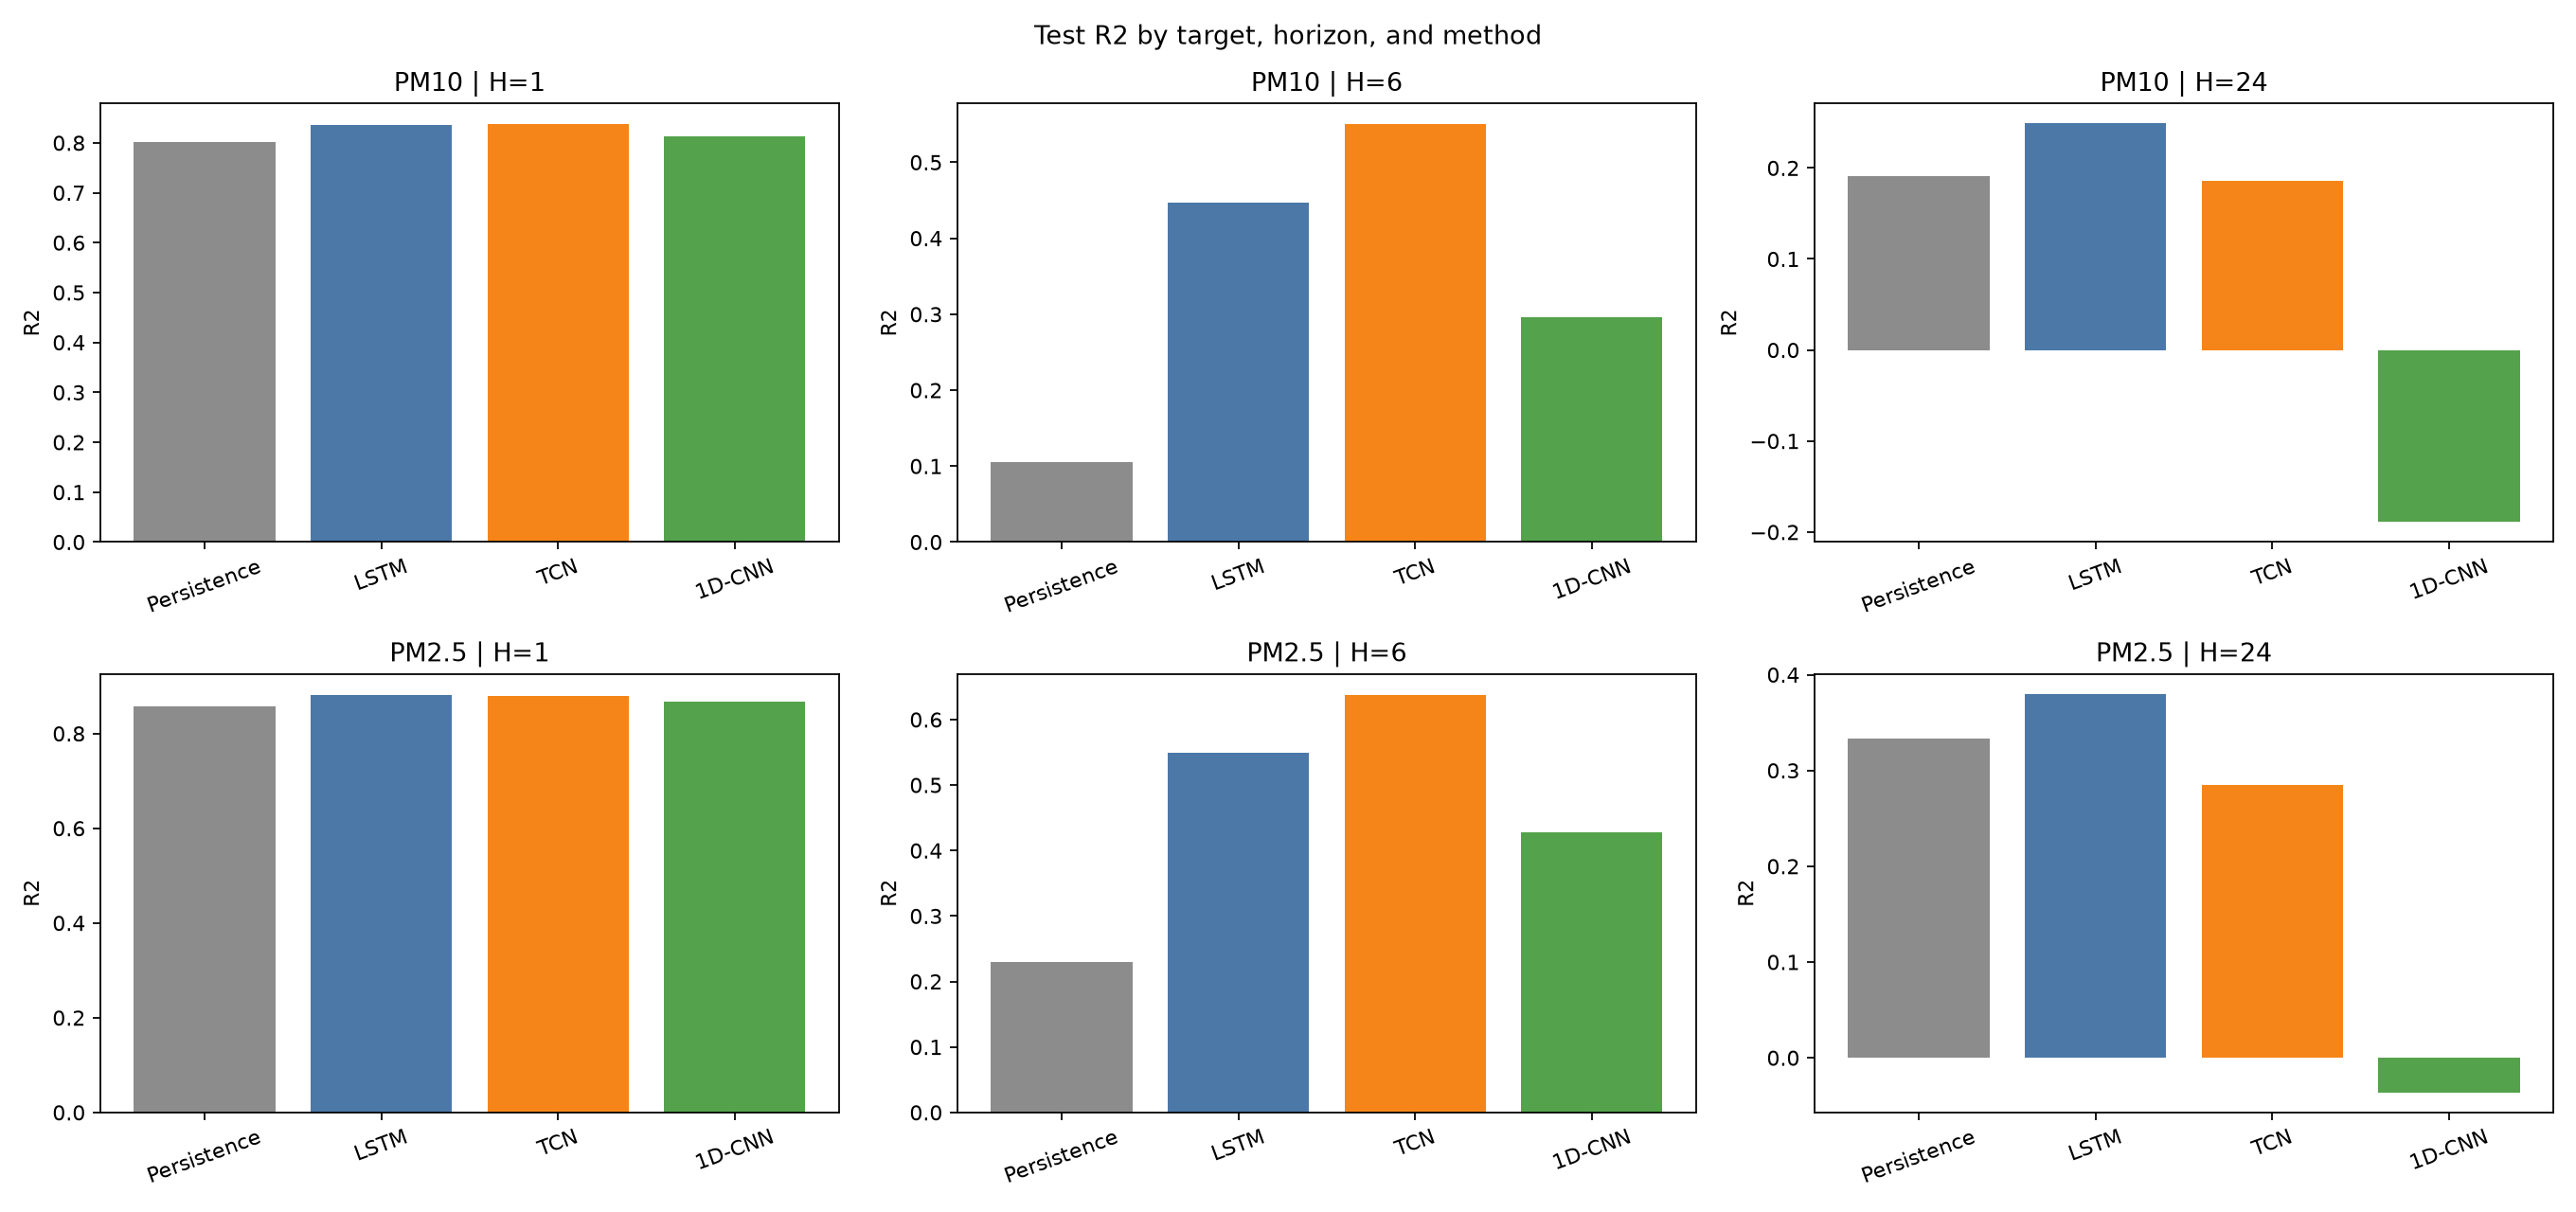 Test R2 by target, horizon, and method
PM10 | H=1
R2
0.8
0.7
0.6
0.5
0.4
0.3
0.2
0.1
0.0
Persistence LSTM TCN 1D-CNN
PM10 | H=6
R2
0.5
0.4
0.3
0.2
0.1
0.0
Persistence LSTM TCN 1D-CNN
PM10 | H=24
R2
0.2
0.1
0.0
−0.1
−0.2
Persistence LSTM TCN 1D-CNN
PM2.5 | H=1
R2
0.8
0.6
0.4
0.2
0.0
Persistence LSTM TCN 1D-CNN
PM2.5 | H=6
R2
0.6
0.5
0.4
0.3
0.2
0.1
0.0
Persistence LSTM TCN 1D-CNN
PM2.5 | H=24
R2
0.4
0.3
0.2
0.1
0.0
Persistence LSTM TCN 1D-CNN